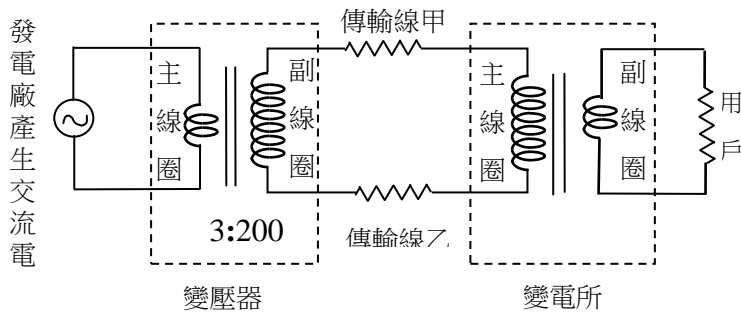 發電廠產生交流電
主線圈
副線圈
3:200
變壓器
傳輸線甲
傳輸線乙
主線圈
副線圈
變電所
用戶